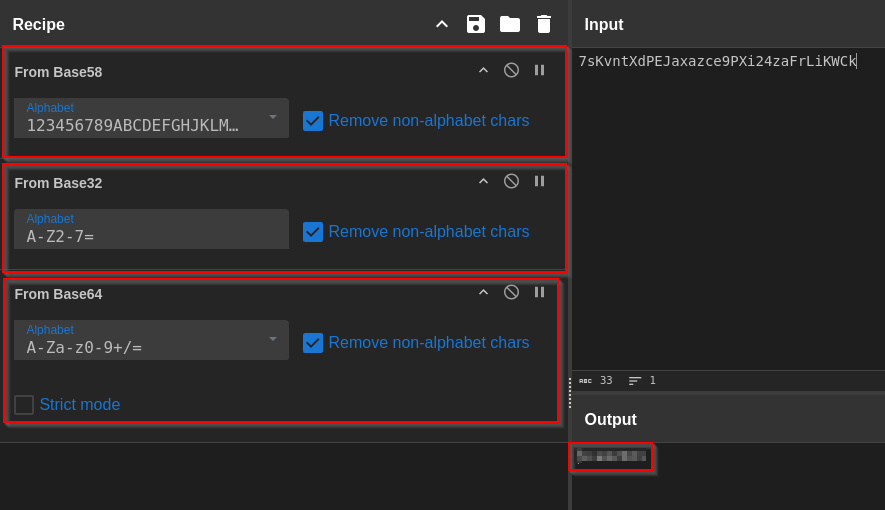 Recipe
From Base58
Alphabet
123456789ABCDEFGHJKLM…
Remove non-alphabet chars
From Base32
Alphabet
A-Z2-7=
Remove non-alphabet chars
From Base64
Alphabet
A-Za-z0-9+/=
Remove non-alphabet chars
Strict mode
Input
7sKvntXdPEJaxazce9PXi24zaFrLiKWCk
ABC 33 1
Output